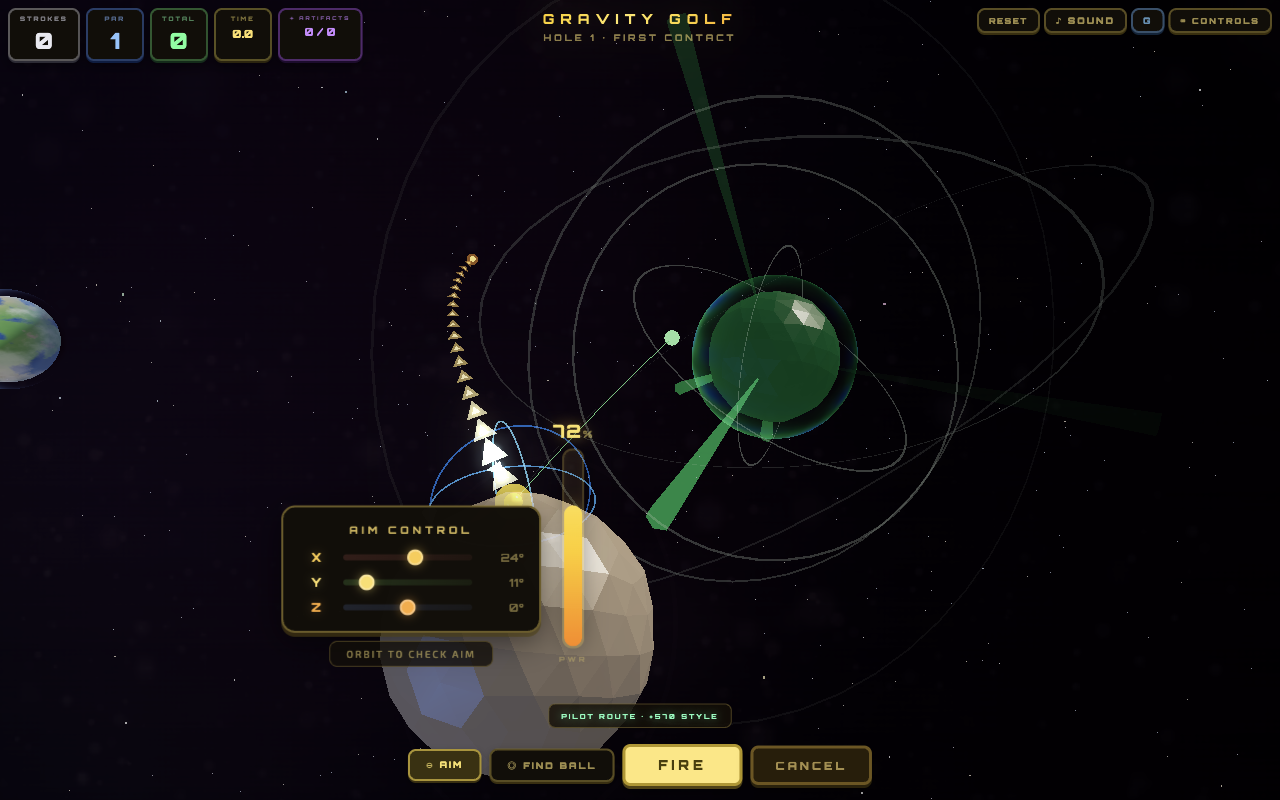 STROKES
0
PAR
1
TOTAL
0
TIME
0.0
ARTIFACTS
0/0
GRAVITY GOLF
HOLE 1 · FIRST CONTACT
RESET
♪ SOUND
G
CONTROLS
72%
AIM CONTROL
X 24°
Y 11°
Z 0°
ORBIT TO CHECK AIM
PWR
PILOT ROUTE · +570 STYLE
AIM
FIND BALL
FIRE
CANCEL